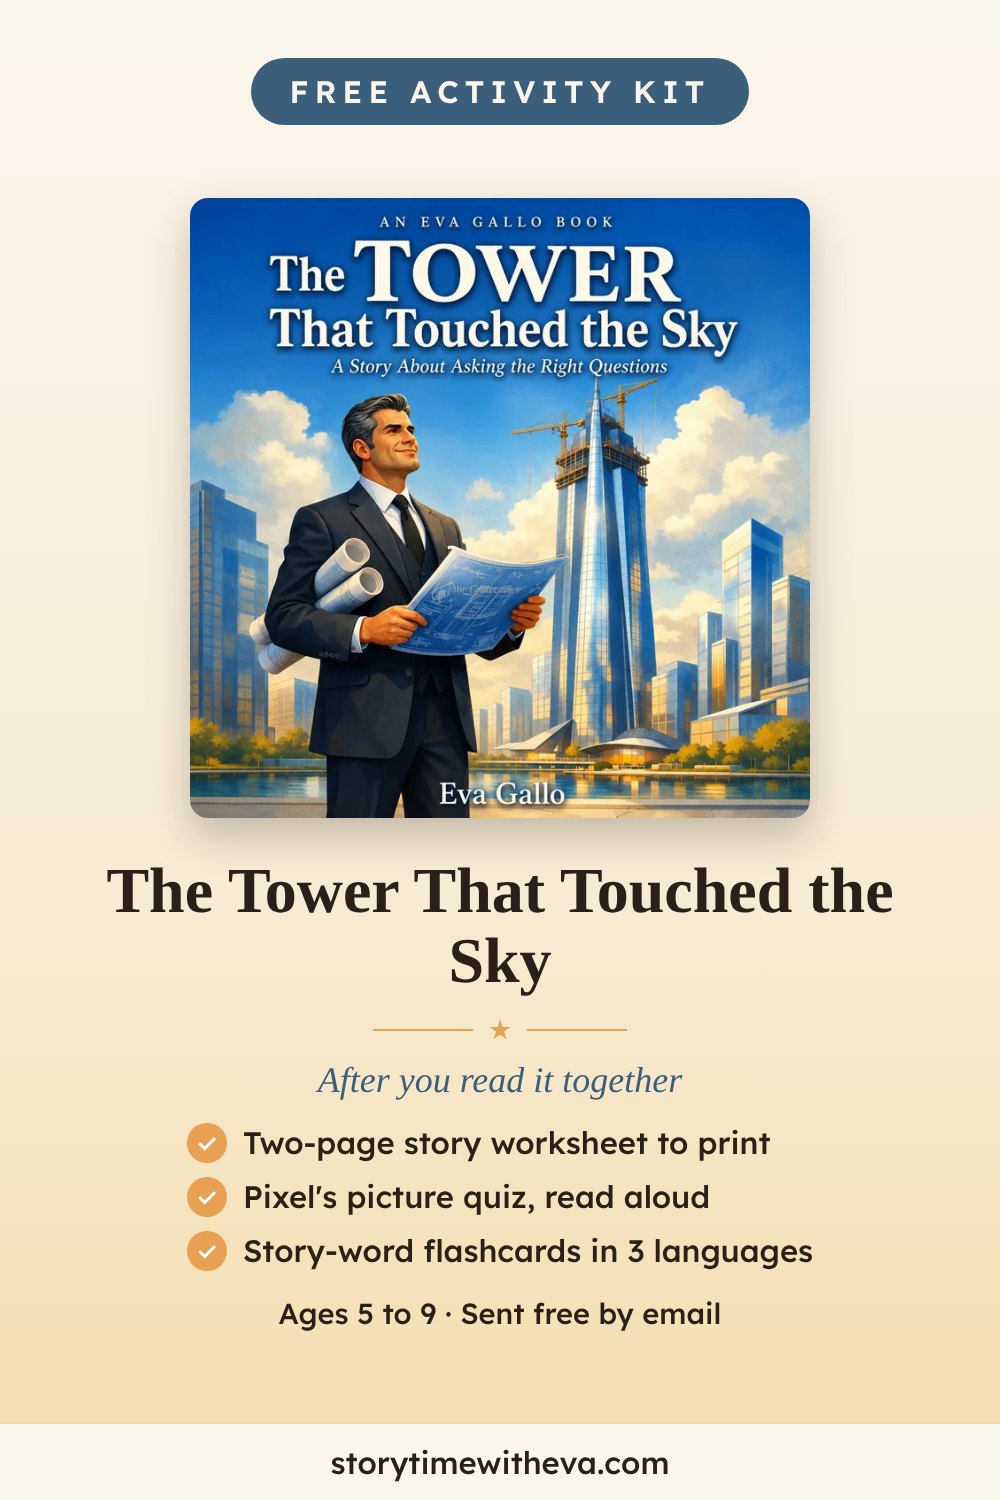 FREE ACTIVITY KIT
AN EVA GALLO BOOK
The TOWER
That Touched the Sky
A Story About Asking the Right Questions
Eva Gallo
The Tower That Touched the
Sky
After you read it together
Two-page story worksheet to print
Pixel's picture quiz, read aloud
Story-word flashcards in 3 languages
Ages 5 to 9 · Sent free by email
storytimewitheva.com